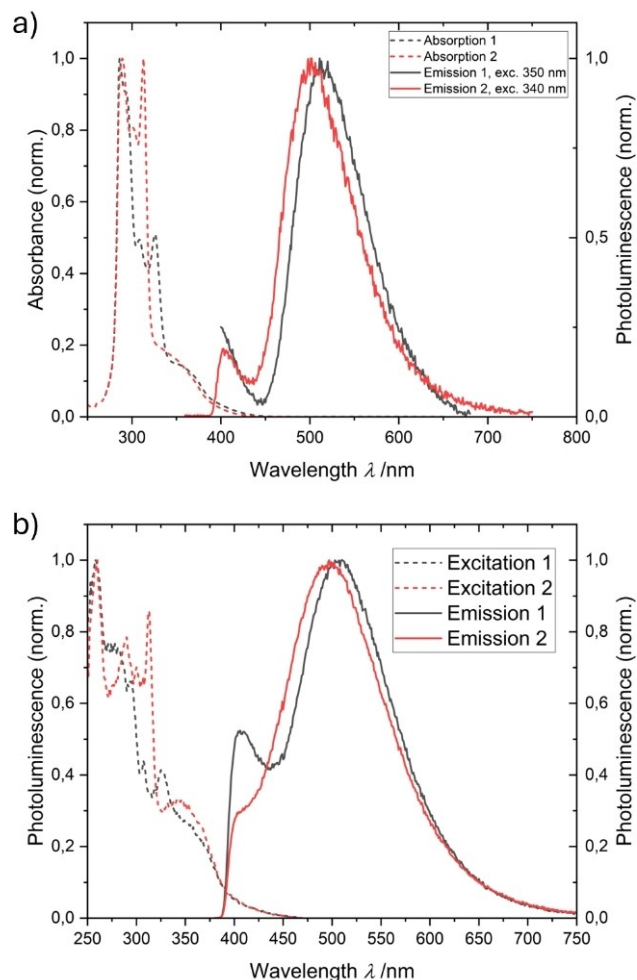 a)
Absorption 1
Absorption 2
Emission 1, exc. 350 nm
Emission 2, exc. 340 nm
1,0
0,8
0,6
0,4
0,2
0,0
Absorbance (norm.)
1,0
0,5
0,0
Photoluminescence (norm.)
300 400 500 600 700 800
Wavelength λ /nm
b)
Excitation 1
Excitation 2
Emission 1
Emission 2
1,0
0,8
0,6
0,4
0,2
0,0
Photoluminescence (norm.)
1,0
0,8
0,6
0,4
0,2
0,0
Photoluminescence (norm.)
250 300 350 400 450 500 550 600 650 700 750
Wavelength λ /nm